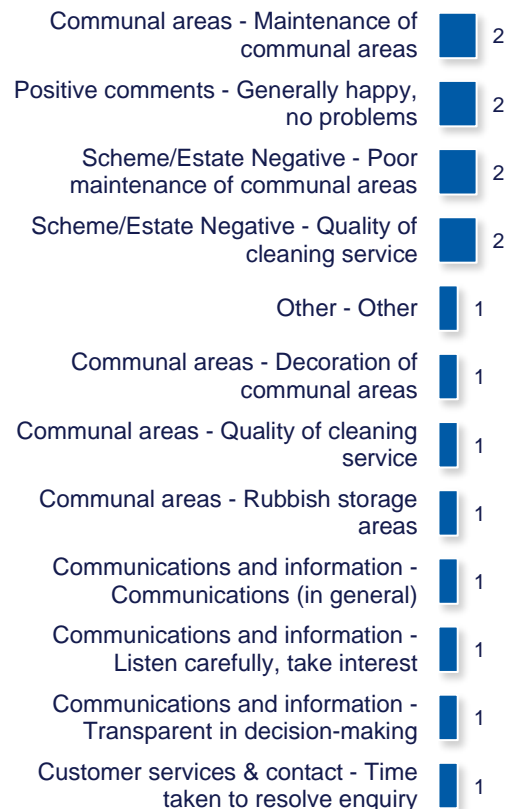 Communal areas - Maintenance of
communal areas
2
Positive comments - Generally happy,
no problems
2
Scheme/Estate Negative - Poor
maintenance of communal areas
2
Scheme/Estate Negative - Quality of
cleaning service
2
Other - Other
1
Communal areas - Decoration of
communal areas
1
Communal areas - Quality of cleaning
service
1
Communal areas - Rubbish storage
areas
1
Communications and information -
Communications (in general)
1
Communications and information -
Listen carefully, take interest
1
Communications and information -
Transparent in decision-making
1
Customer services & contact - Time
taken to resolve enquiry
1